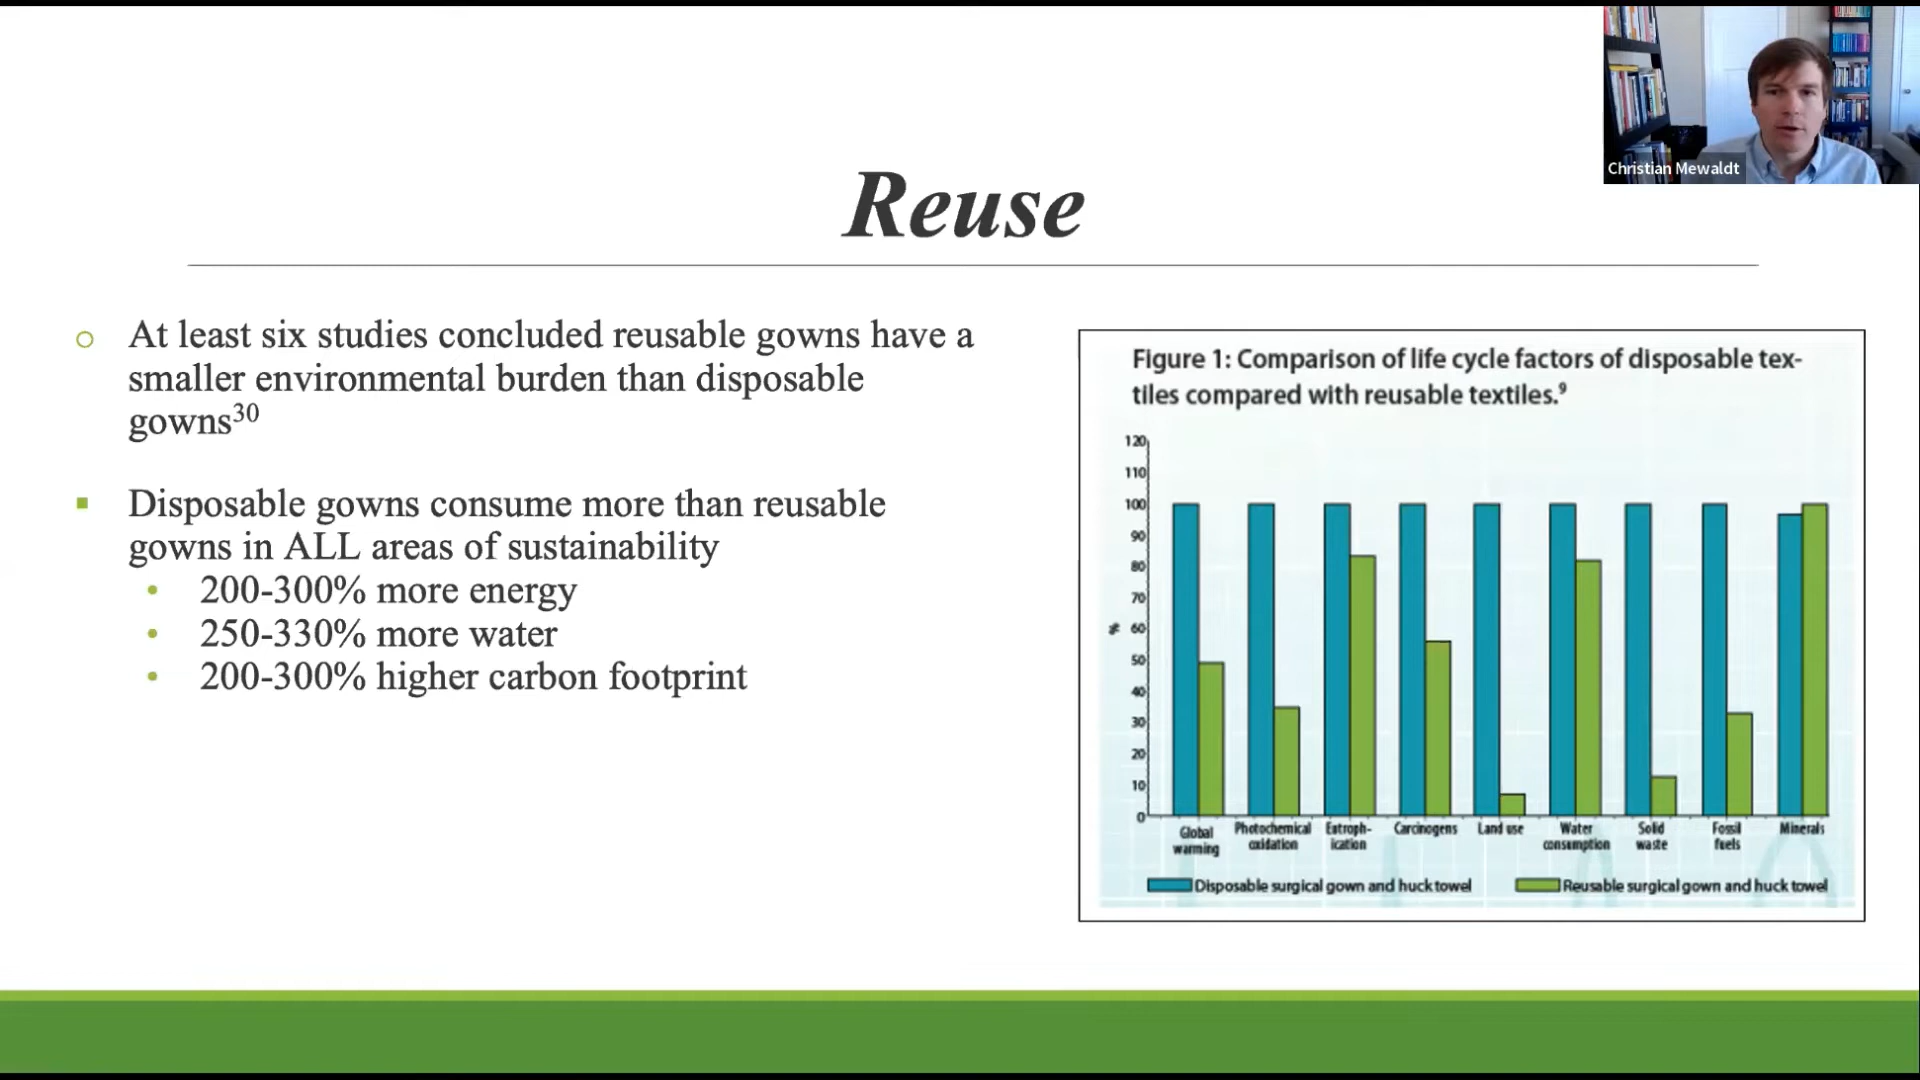 Christian Mewaldt
Reuse
At least six studies concluded reusable gowns have a
smaller environmental burden than disposable
gowns30
Disposable gowns consume more than reusable
gowns in ALL areas of sustainability
200-300% more energy
250-330% more water
200-300% higher carbon footprint
Figure 1: Comparison of life cycle factors of disposable tex-
tiles compared with reusable textiles.9
120
110
100
90
80
70
60
50
40
30
20
10
0
%
Global
warming
Photochemical
oxidation
Eutroph-
ication
Carcinogens
Land use
Water
consumption
Solid
waste
Fossil
fuels
Minerals
Disposable surgical gown and huck towel
Reusable surgical gown and huck towel